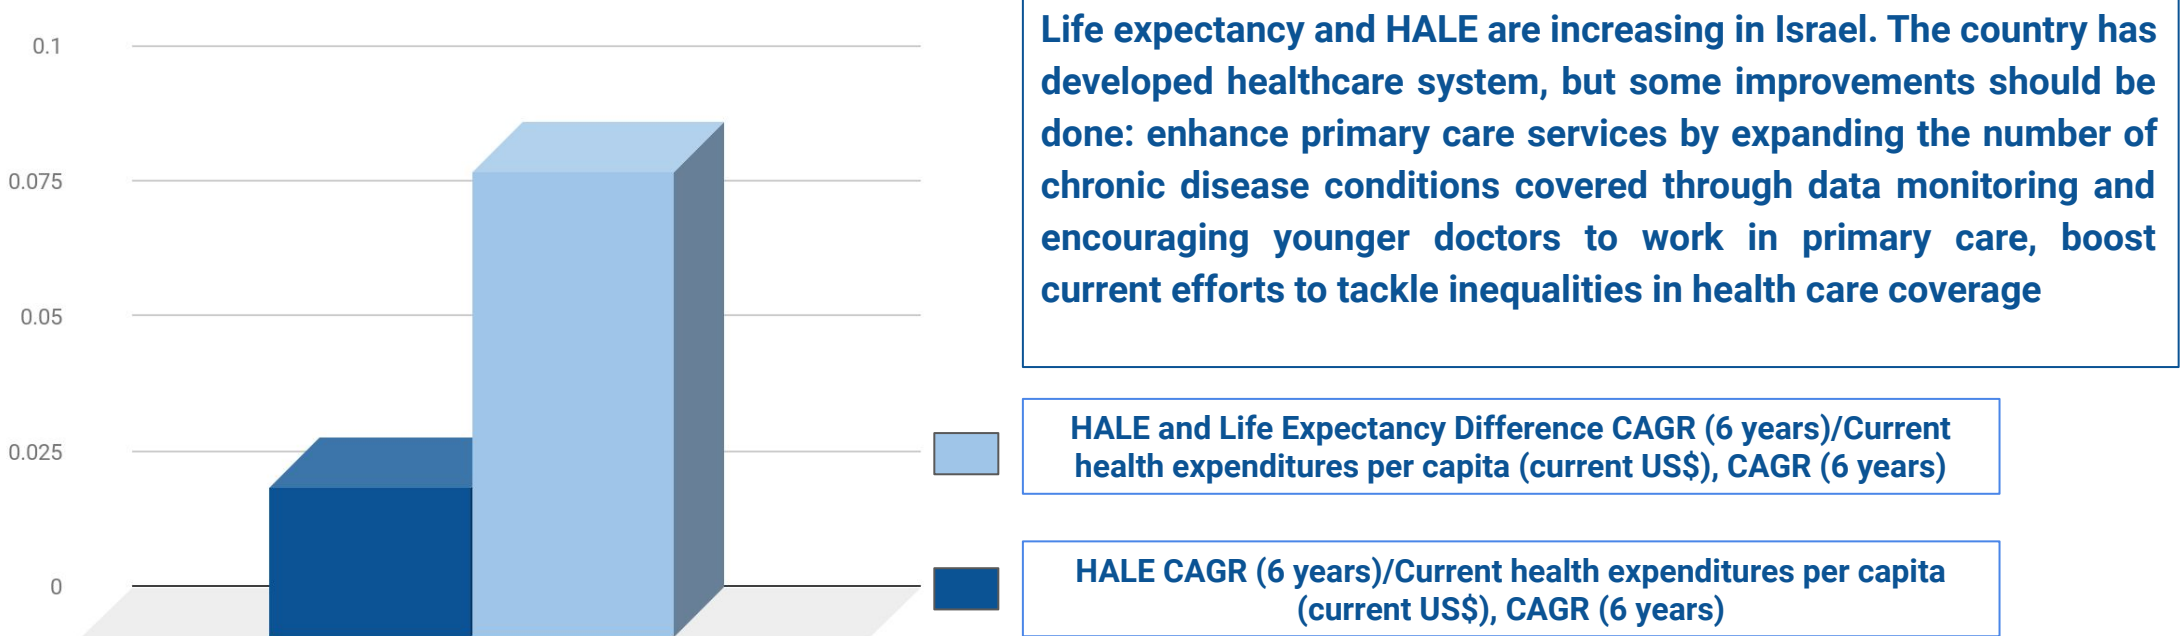 0.1
0.075
0.05
0.025
0
Life expectancy and HALE are increasing in Israel. The country has
developed healthcare system, but some improvements should be
done: enhance primary care services by expanding the number of
chronic disease conditions covered through data monitoring and
encouraging younger doctors to work in primary care, boost
current efforts to tackle inequalities in health care coverage
HALE and Life Expectancy Difference CAGR (6 years)/Current
health expenditures per capita (current US$), CAGR (6 years)
HALE CAGR (6 years)/Current health expenditures per capita
(current US$), CAGR (6 years)